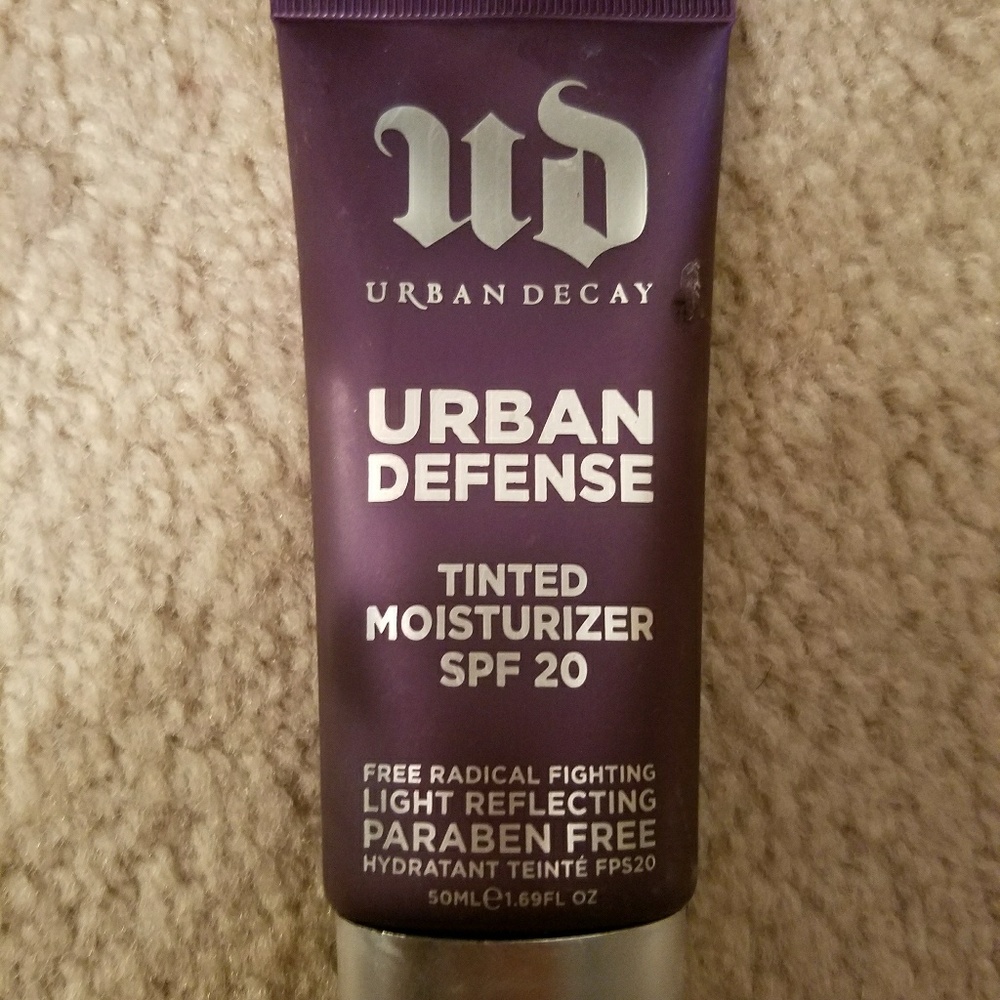 ud
URBAN DECAY
URBAN
DEFENSE
TINTED
MOISTURIZER
SPF 20
FREE RADICAL FIGHTING
LIGHT REFLECTING
PARABEN FREE
HYDRATANT TEINTÉ FPS20
50ML℮1.69FL OZ